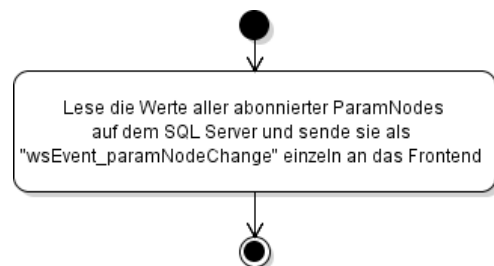 Lese die Werte aller abonnierter ParamNodes
auf dem SQL Server und sende sie als
"wsEvent_paramNodeChange" einzeln an das Frontend